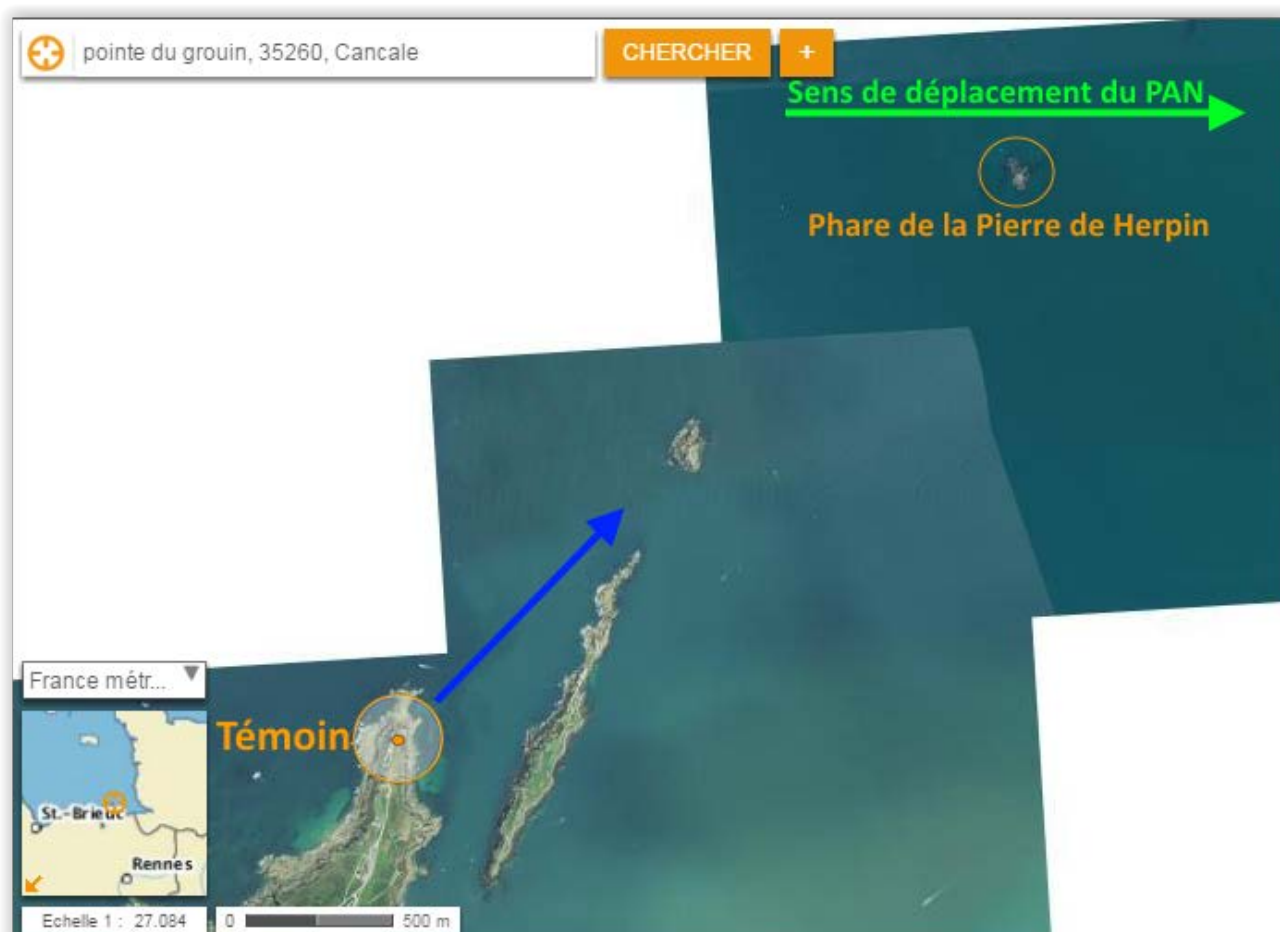 pointe du grouin, 35260, Cancale
CHERCHER
+
Sens de déplacement du PAN
Phare de la Pierre de Herpin
France métr...
Témoin
St.-Brieuc
Rennes
Echelle 1 : 27.084
0 500 m